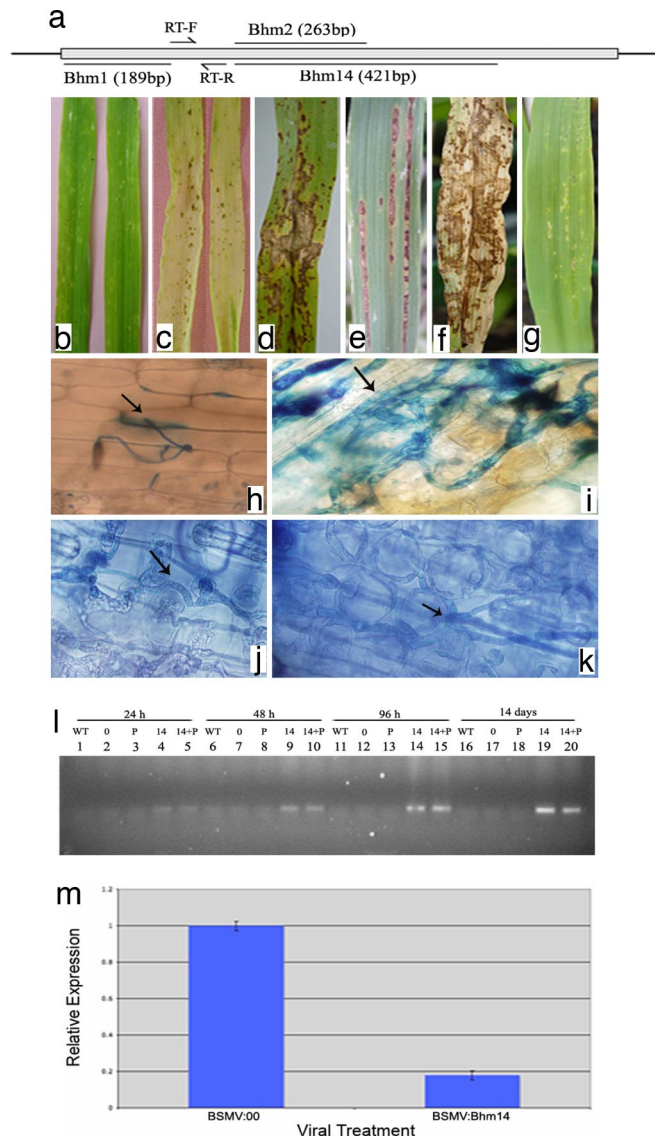 a
RT-F
Bhm2 (263bp)
Bhm1 (189bp)
RT-R
Bhm14 (421bp)
b
c
d
e
f
g
h
i
j
k
l
24 h
48 h
96 h
14 days
WT 0 P 14 14+P WT 0 P 14 14+P WT 0 P 14 14+P WT 0 P 14 14+P
1 2 3 4 5 6 7 8 9 10 11 12 13 14 15 16 17 18 19 20
m
1.2
1
0.8
0.6
0.4
0.2
0
Relative Expression
BSMV:00
BSMV:Bhm14
Viral Treatment